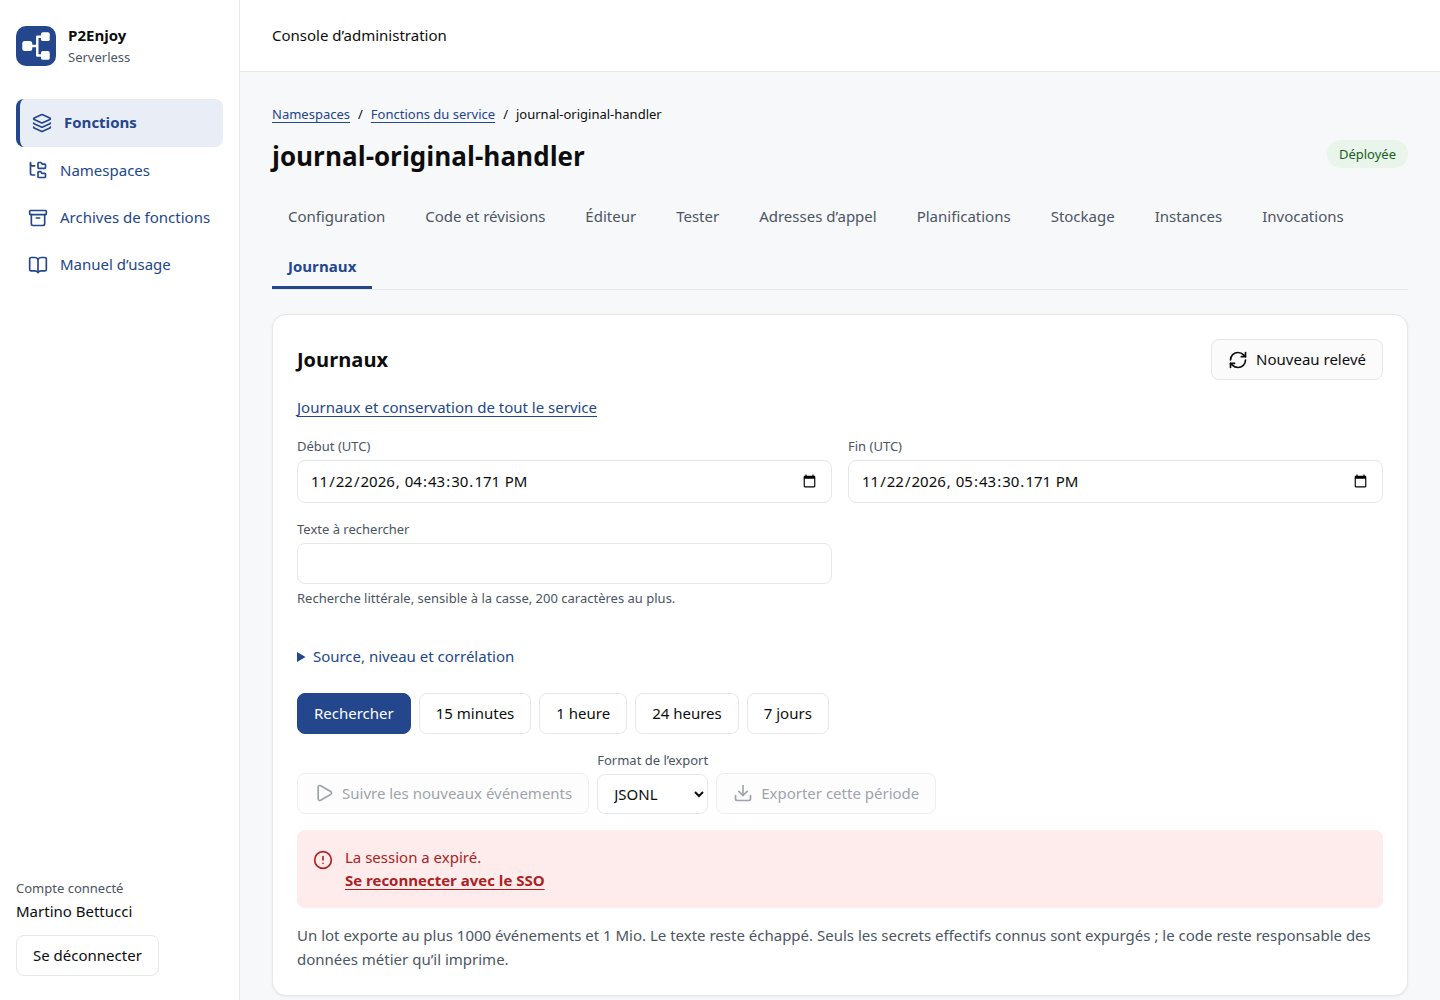 P2Enjoy
Serverless
Fonctions
Namespaces
Archives de fonctions
Manuel d’usage
Compte connecté
Martino Bettucci
Se déconnecter
Console d’administration
Namespaces / Fonctions du service / journal-original-handler
journal-original-handler
Déployée
Configuration Code et révisions Éditeur Tester Adresses d’appel Planifications Stockage Instances Invocations
Journaux
Journaux
Nouveau relevé
Journaux et conservation de tout le service
Début (UTC) Fin (UTC)
11/22/2026, 04:43:30.171 PM 11/22/2026, 05:43:30.171 PM
Texte à rechercher
Recherche littérale, sensible à la casse, 200 caractères au plus.
Source, niveau et corrélation
Rechercher 15 minutes 1 heure 24 heures 7 jours
Format de l’export
Suivre les nouveaux événements JSONL Exporter cette période
La session a expiré.
Se reconnecter avec le SSO
Un lot exporte au plus 1000 événements et 1 Mio. Le texte reste échappé. Seuls les secrets effectifs connus sont expurgés ; le code reste responsable des
données métier qu’il imprime.